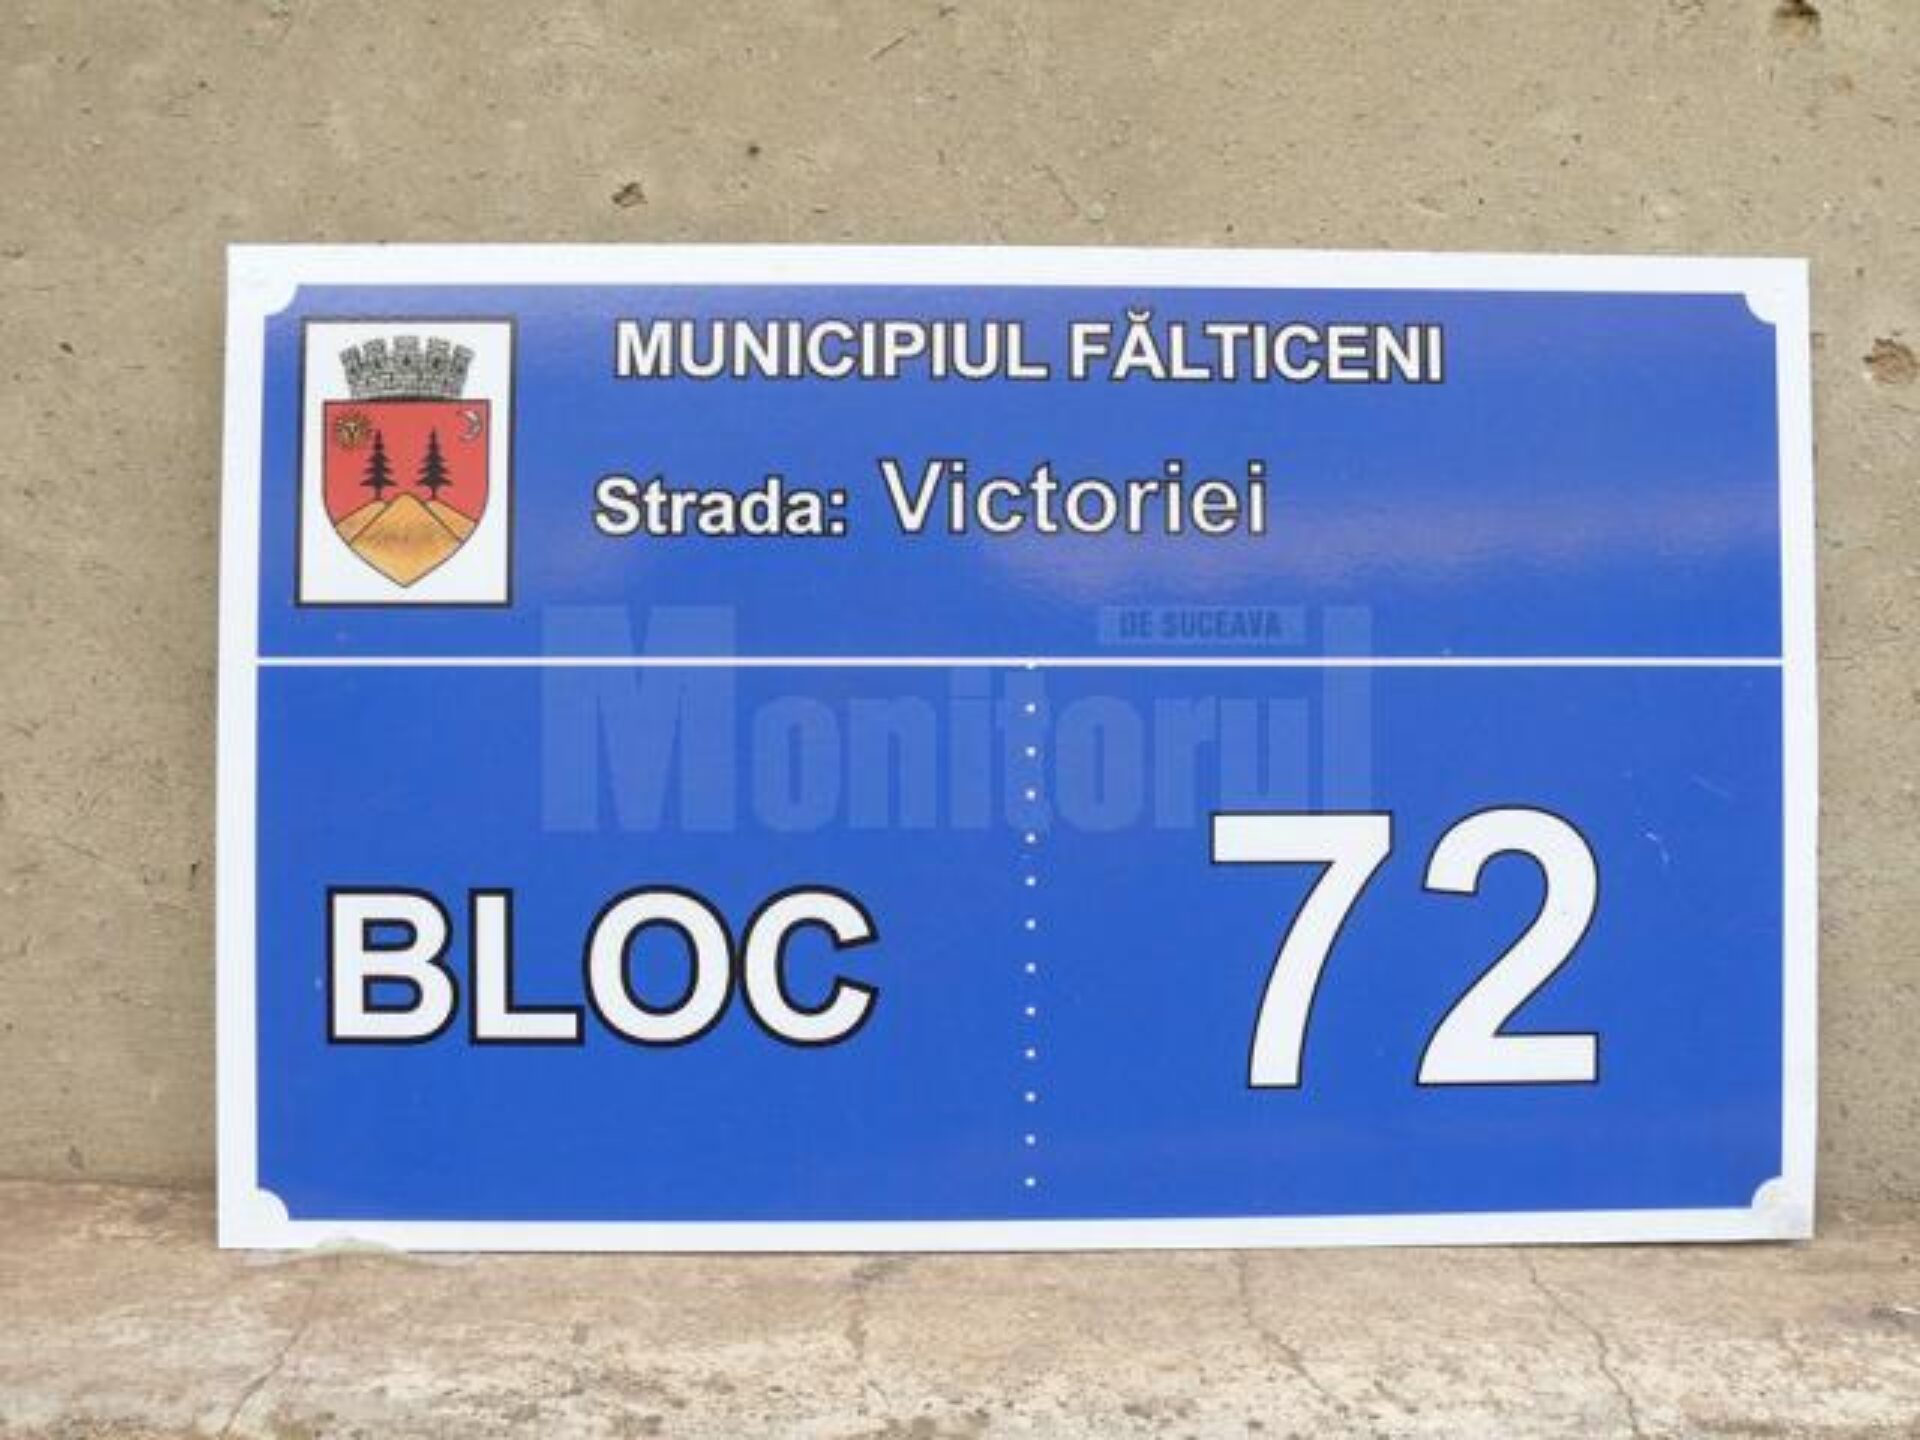 MUNICIPIUL FĂLTICENI
Strada: Victoriei
DE SUCEAVA
Monitorul
BLOC
72